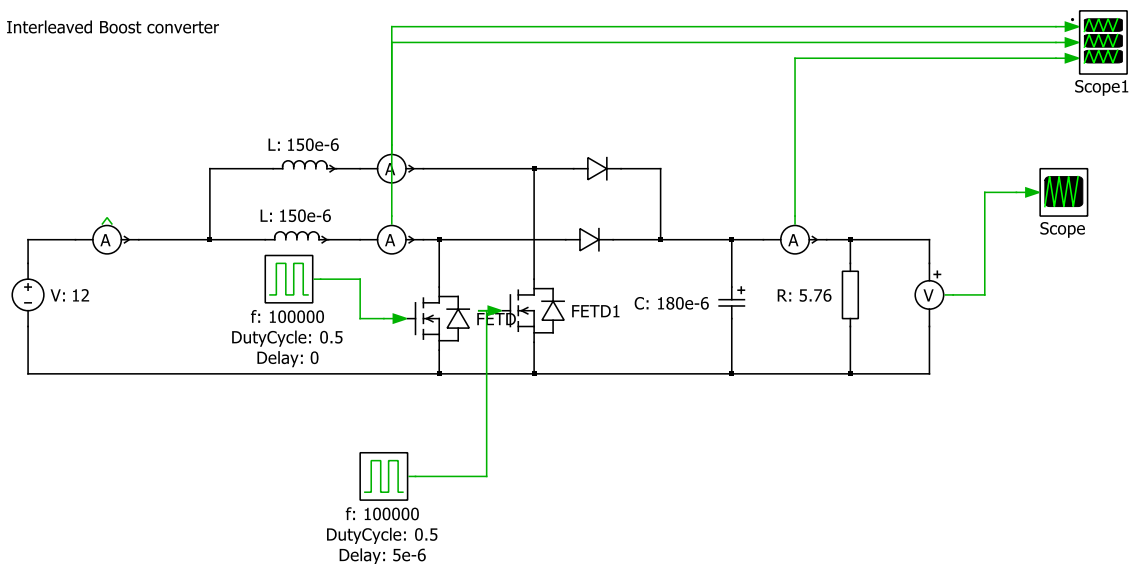 Interleaved Boost converter
Scope1
L: 150e-6
A
L: 150e-6
Scope
A
A
A
V: 12
f: 100000
DutyCycle: 0.5
Delay: 0
FETD
FETD1
C: 180e-6
R: 5.76
V
f: 100000
DutyCycle: 0.5
Delay: 5e-6